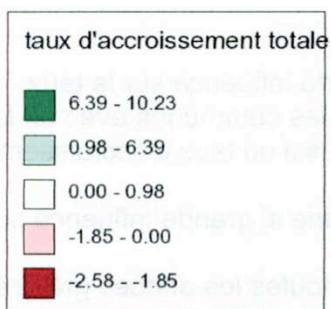 taux d'accroissement totale
6.39 - 10.23
0.98 - 6.39
0.00 - 0.98
-1.85 - 0.00
-2.58 - -1.85